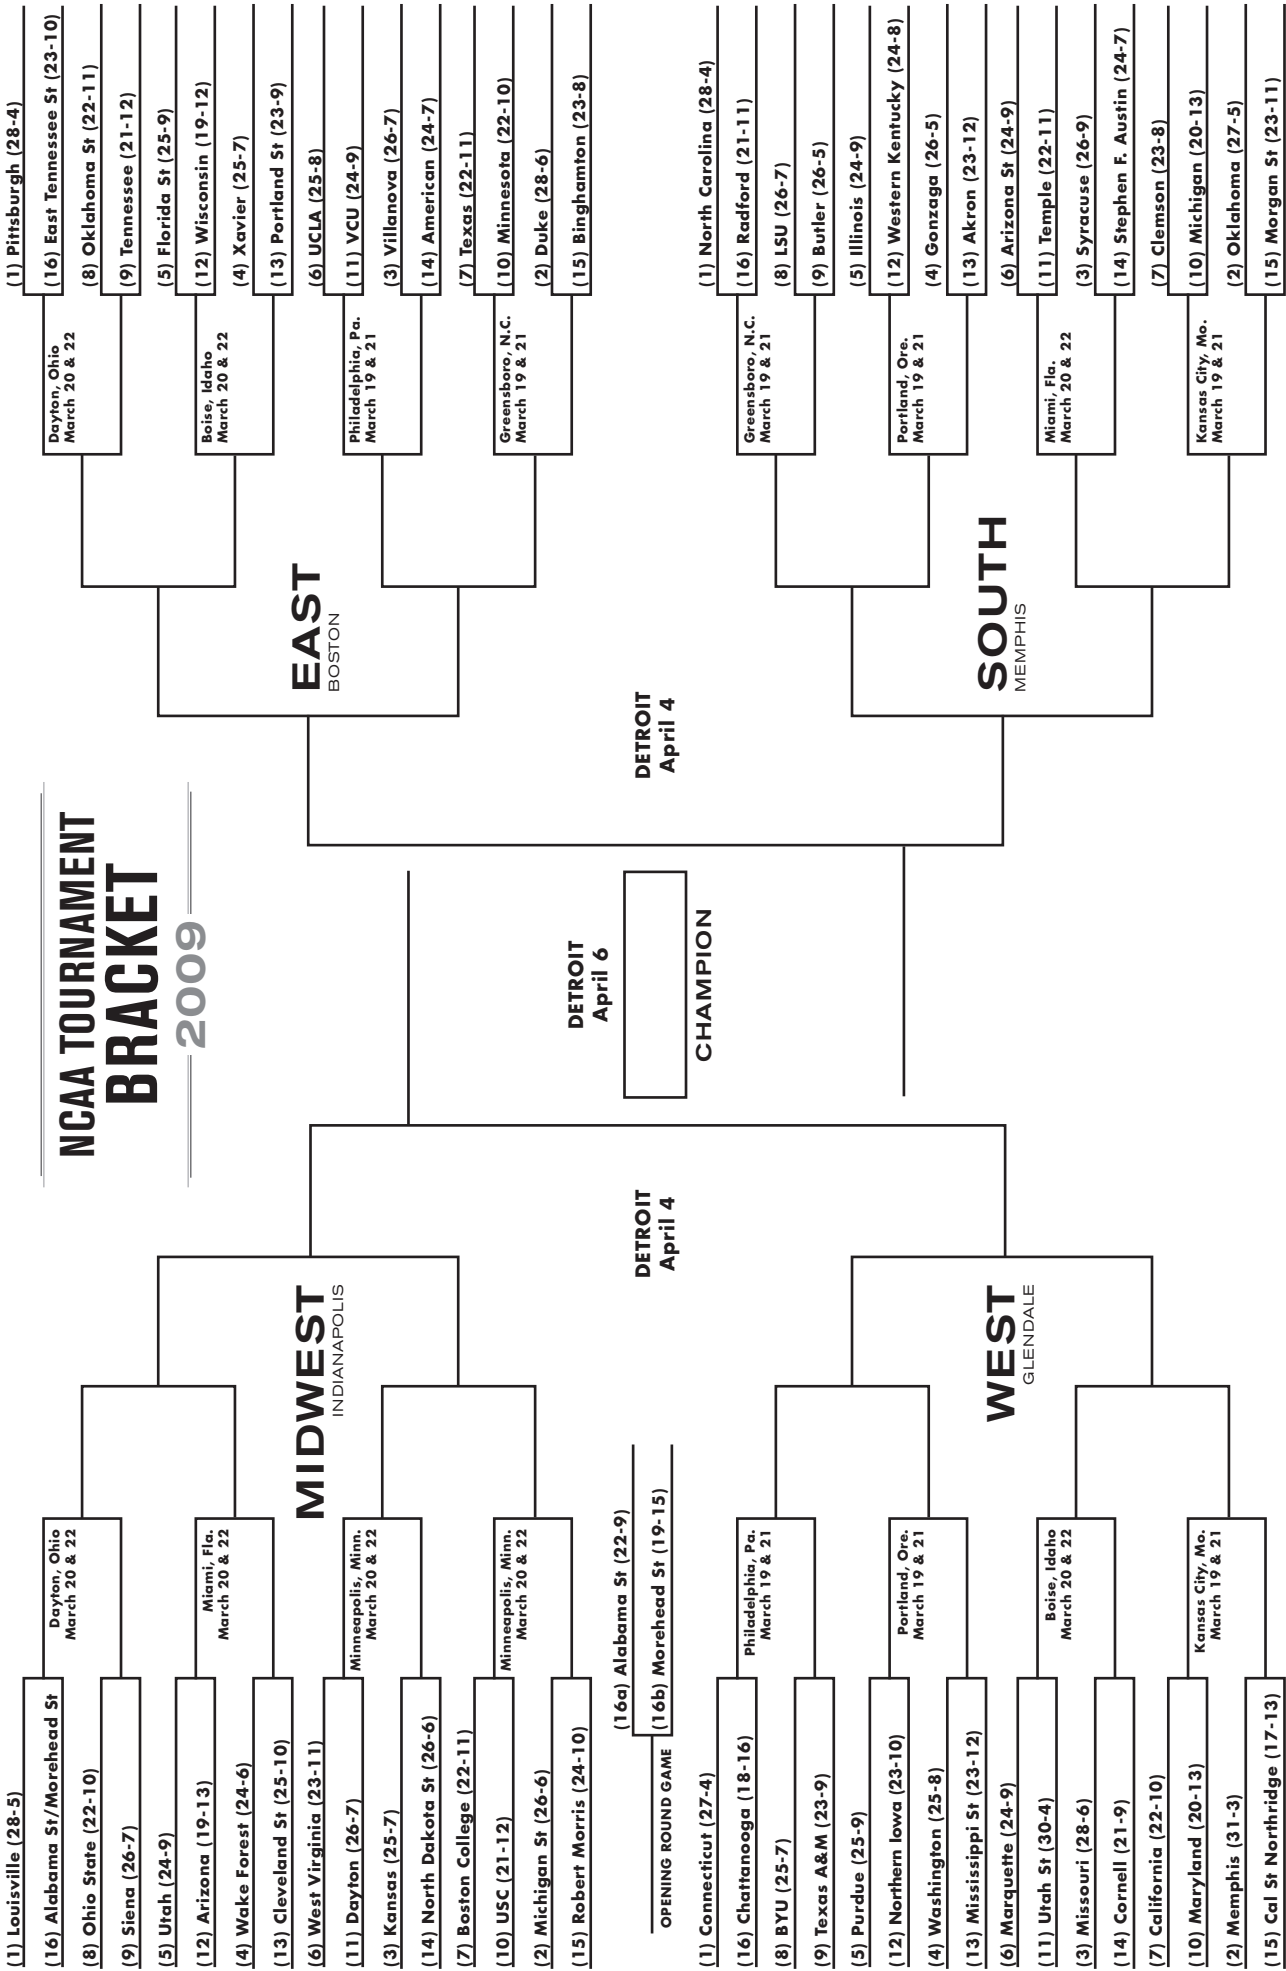 NCAA TOURNAMENT
BRACKET
2009
(1) Louisville (28-5)
(16) Alabama St/Morehead St
(8) Ohio State (22-10)
(9) Siena (26-7)
(5) Utah (24-9)
(12) Arizona (19-13)
(4) Wake Forest (24-6)
(13) Cleveland St (25-10)
(6) West Virginia (23-11)
(11) Dayton (26-7)
(3) Kansas (25-7)
(14) North Dakota St (26-6)
(7) Boston College (22-11)
(10) USC (21-12)
(2) Michigan St (26-6)
(15) Robert Morris (24-10)
Dayton, Ohio
March 20 & 22
Miami, Fla.
March 20 & 22
Minneapolis, Minn.
March 20 & 22
Minneapolis, Minn.
March 20 & 22
MIDWEST
INDIANAPOLIS
OPENING ROUND GAME
(16a) Alabama St (22-9)
(16b) Morehead St (19-15)
(1) Connecticut (27-4)
(16) Chattanooga (18-16)
(8) BYU (25-7)
(9) Texas A&M (23-9)
(5) Purdue (25-9)
(12) Northern Iowa (23-10)
(4) Washington (25-8)
(13) Mississippi St (23-12)
(6) Marquette (24-9)
(11) Utah St (30-4)
(3) Missouri (28-6)
(14) Cornell (21-9)
(7) California (22-10)
(10) Maryland (20-13)
(2) Memphis (31-3)
(15) Cal St Northridge (17-13)
Philadelphia, Pa.
March 19 & 21
Portland, Ore.
March 19 & 21
Boise, Idaho
March 20 & 22
Kansas City, Mo.
March 19 & 21
WEST
GLENDALE
DETROIT
April 4
DETROIT
April 6
CHAMPION
DETROIT
April 4
(1) Pittsburgh (28-4)
(16) East Tennessee St (23-10)
(8) Oklahoma St (22-11)
(9) Tennessee (21-12)
(5) Florida St (25-9)
(12) Wisconsin (19-12)
(4) Xavier (25-7)
(13) Portland St (23-9)
(6) UCLA (25-8)
(11) VCU (24-9)
(3) Villanova (26-7)
(14) American (24-7)
(7) Texas (22-11)
(10) Minnesota (22-10)
(2) Duke (28-6)
(15) Binghamton (23-8)
Dayton, Ohio
March 20 & 22
Boise, Idaho
March 20 & 22
Philadelphia, Pa.
March 19 & 21
Greensboro, N.C.
March 19 & 21
EAST
BOSTON
(1) North Carolina (28-4)
(16) Radford (21-11)
(8) LSU (26-7)
(9) Butler (26-5)
(5) Illinois (24-9)
(12) Western Kentucky (24-8)
(4) Gonzaga (26-5)
(13) Akron (23-12)
(6) Arizona St (24-9)
(11) Temple (22-11)
(3) Syracuse (26-9)
(14) Stephen F. Austin (24-7)
(7) Clemson (23-8)
(10) Michigan (20-13)
(2) Oklahoma (27-5)
(15) Morgan St (23-11)
Greensboro, N.C.
March 19 & 21
Portland, Ore.
March 19 & 21
Miami, Fla.
March 20 & 22
Kansas City, Mo.
March 19 & 21
SOUTH
MEMPHIS